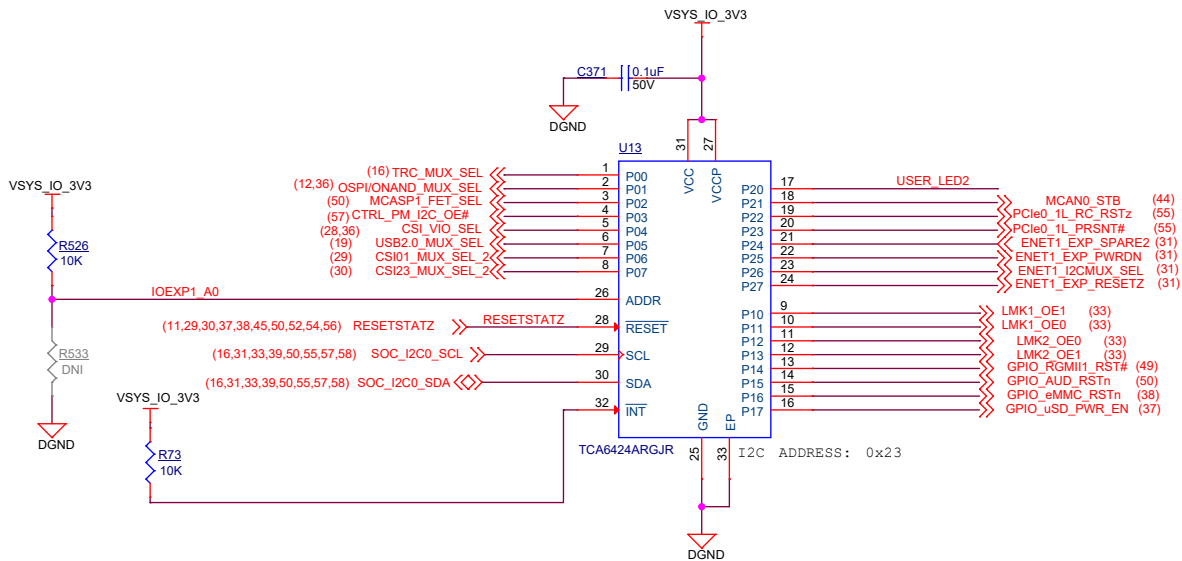 VSYS_IO_3V3
C371 0.1uF
50V
DGND
31 27
U13
VCC VCCP
(16) TRC_MUX_SEL 1 P00
(12,36) OSPI/ONAND_MUX_SEL 2 P01
(50) MCASP1_FET_SEL 3 P02
(57) CTRL_PM_I2C_OE# 4 P03
(28,36) CSI_VIO_SEL 5 P04
(19) USB2.0_MUX_SEL 6 P05
(29) CSI01_MUX_SEL_2 7 P06
(30) CSI23_MUX_SEL_2 8 P07
P20 17 USER_LED2
P21 18 MCAN0_STB (44)
P22 19 PCIe0_1L_RC_RSTz (55)
P23 20 PCIe0_1L_PRSNT# (55)
P24 21 ENET1_EXP_SPARE2 (31)
P25 22 ENET1_EXP_PWRDN (31)
P26 23 ENET1_I2CMUX_SEL (31)
P27 24 ENET1_EXP_RESETZ (31)
VSYS_IO_3V3
R526
10K
IOEXP1_A0 26 ADDR
(11,29,30,37,38,45,50,52,54,56) RESETSTATZ RESETSTATZ 28 RESET
(16,31,33,39,50,55,57,58) SOC_I2C0_SCL 29 SCL
(16,31,33,39,50,55,57,58) SOC_I2C0_SDA 30 SDA
32 INT
P10 9 LMK1_OE1 (33)
P11 10 LMK1_OE0 (33)
P12 11 LMK2_OE0 (33)
P13 12 LMK2_OE1 (33)
P14 13 GPIO_RGMII1_RST# (49)
P15 14 GPIO_AUD_RSTn (50)
P16 15 GPIO_eMMC_RSTn (38)
P17 16 GPIO_uSD_PWR_EN (37)
R533
DNI
DGND
VSYS_IO_3V3
R73
10K
GND EP
TCA6424ARGJR
25 33
I2C ADDRESS: 0x23
DGND